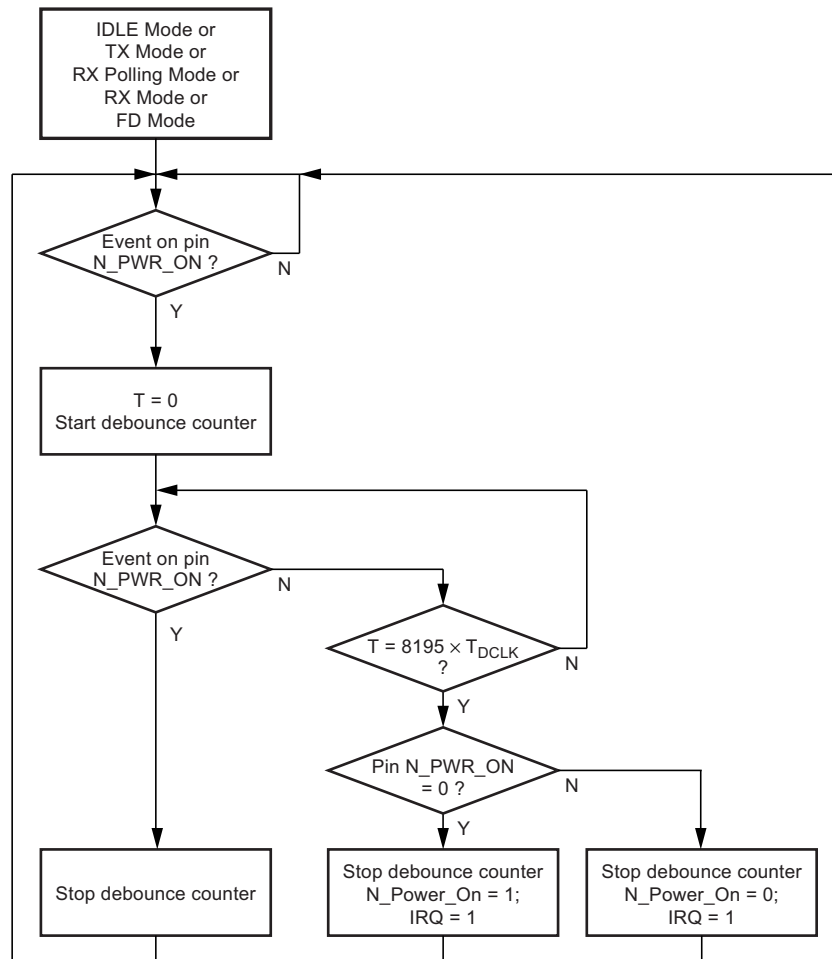 IDLE Mode or
TX Mode or
RX Polling Mode or
RX Mode or
FD Mode
Event on pin
N_PWR_ON ?
N
Y
T = 0
Start debounce counter
Event on pin
N_PWR_ON ?
N
Y
T = 8195 × TDCLK
?
N
Y
Pin N_PWR_ON
= 0 ?
N
Y
Stop debounce counter
Stop debounce counter
N_Power_On = 1;
IRQ = 1
Stop debounce counter
N_Power_On = 0;
IRQ = 1